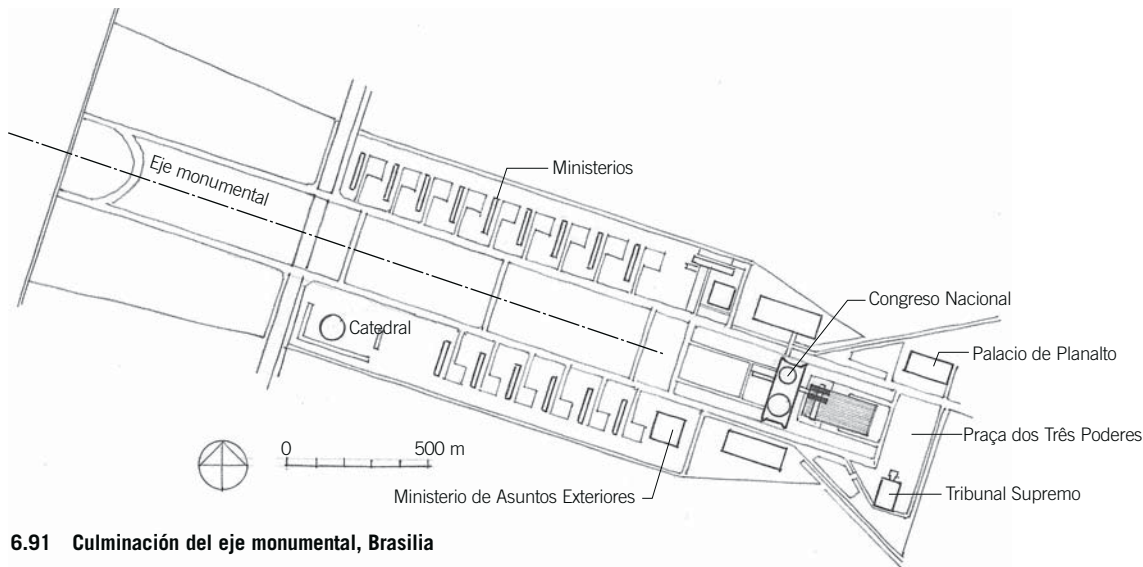 Eje monumental
Ministerios
Congreso Nacional
Catedral
Palacio de Planalto
Praça dos Três Poderes
0 500 m
Ministerio de Asuntos Exteriores
Tribunal Supremo
6.91 Culminación del eje monumental, Brasilia